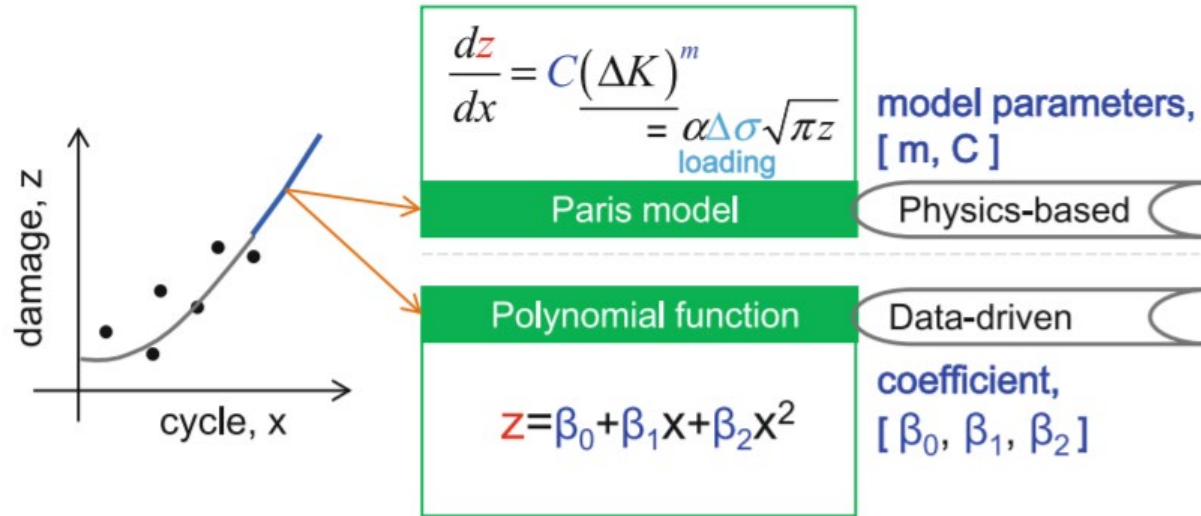 damage, z
cycle, x
dz/dx = C(ΔK)^m
= αΔσ√πz
loading
Paris model
model parameters,
[ m, C ]
Physics-based
Polynomial function
Data-driven
z=β₀+β₁x+β₂x²
coefficient,
[ β₀, β₁, β₂ ]